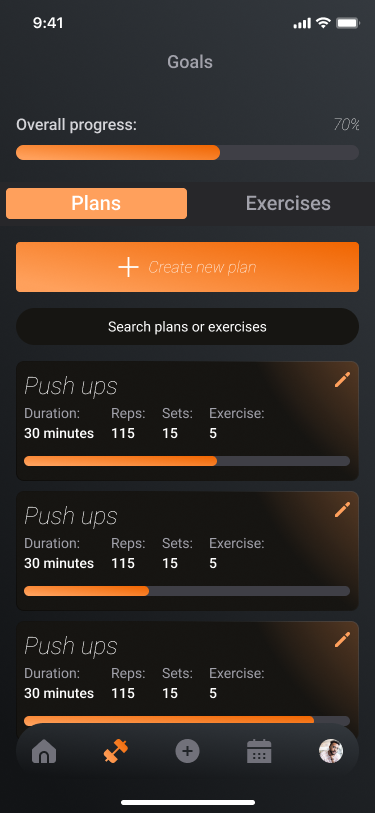 9:41
Goals
Overall progress: 70%
Plans Exercises
Create new plan
Search plans or exercises
Push ups
Duration: Reps: Sets: Exercise:
30 minutes 115 15 5
Push ups
Duration: Reps: Sets: Exercise:
30 minutes 115 15 5
Push ups
Duration: Reps: Sets: Exercise:
30 minutes 115 15 5